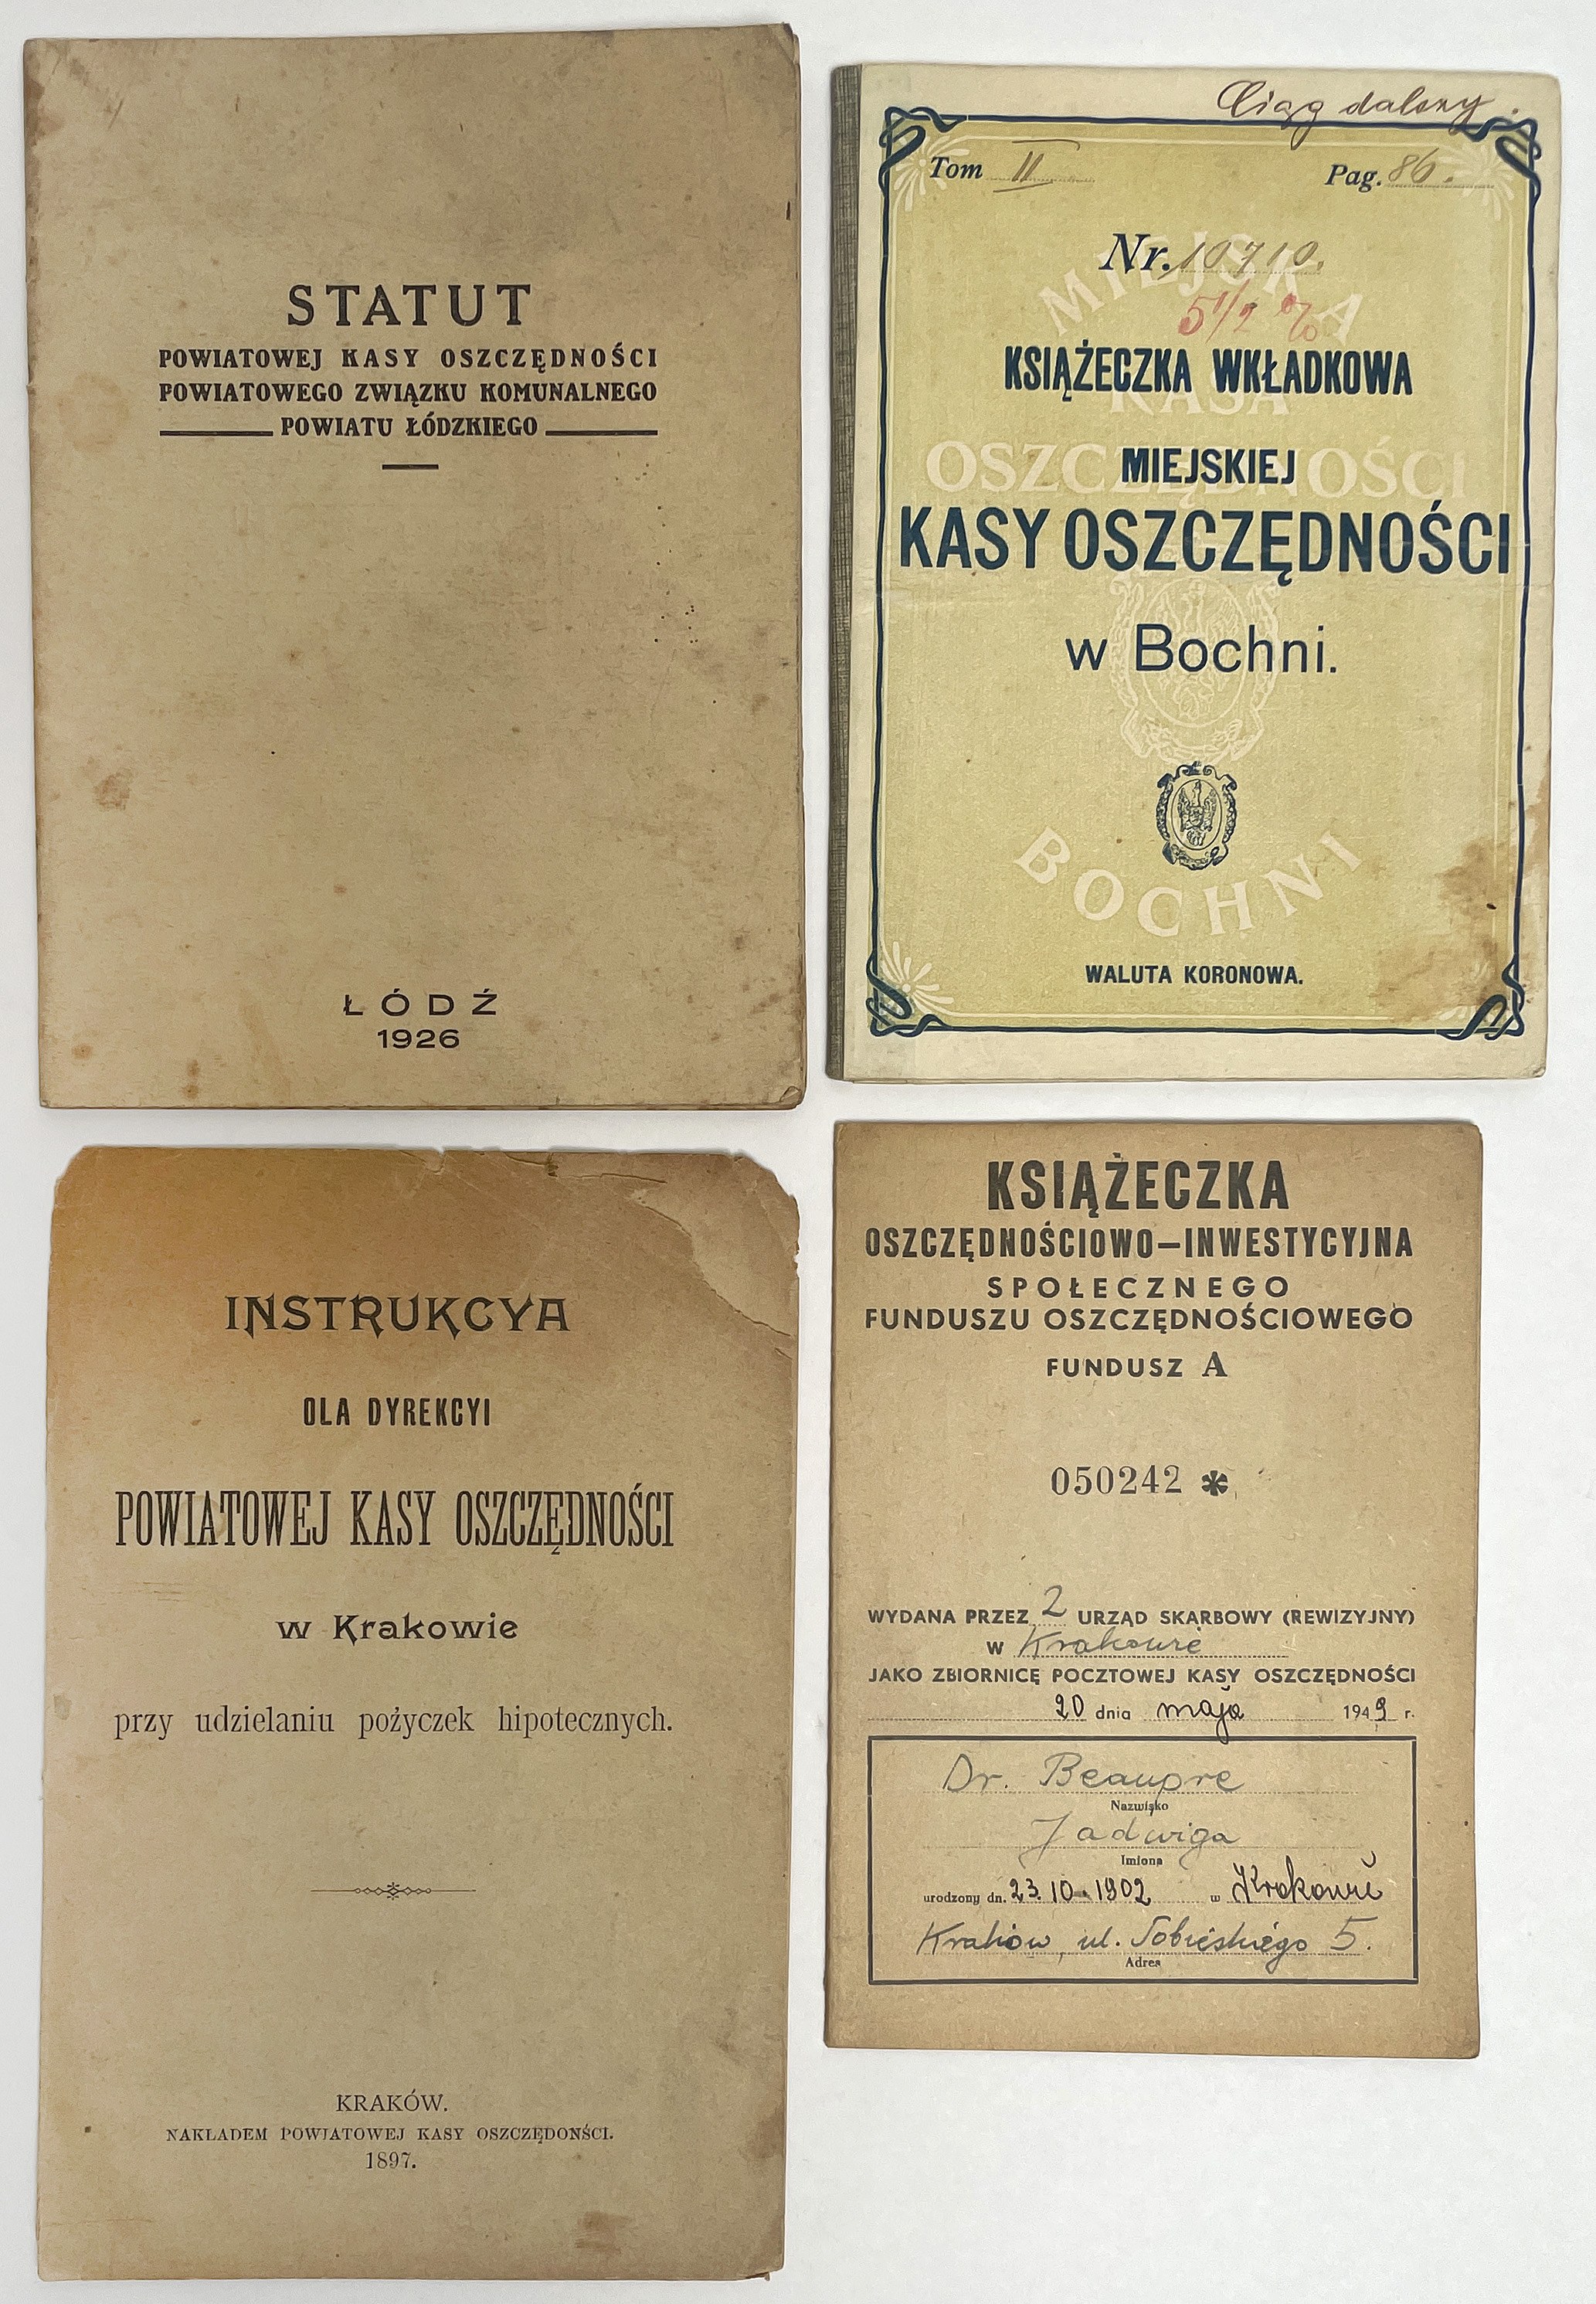 STATUT
POWIATOWEJ KASY OSZCZĘDNOŚCI
POWIATOWEGO ZWIĄZKU KOMUNALNEGO
POWIATU ŁÓDZKIEGO
ŁÓDŹ
1926
Ciąg dalszy.
Tom II Pag. 86.
Nr. 10710.
5 1/2 %
KSIĄŻECZKA WKŁADKOWA
MIEJSKIEJ
KASY OSZCZĘDNOŚCI
w Bochni.
MIEJSKA
KASA
OSZCZĘDNOŚCI
BOCHNI
WALUTA KORONOWA.
INSTRUKCYA
DLA DYREKCYI
POWIATOWEJ KASY OSZCZĘDNOŚCI
w Krakowie
przy udzielaniu pożyczek hipotecznych.
KRAKÓW.
NAKŁADEM POWIATOWEJ KASY OSZCZĘDONŚCI.
1897.
KSIĄŻECZKA
OSZCZĘDNOŚCIOWO-INWESTYCYJNA
SPOŁECZNEGO
FUNDUSZU OSZCZĘDNOŚCIOWEGO
FUNDUSZ A
050242 *
WYDANA PRZEZ 2 URZĄD SKARBOWY (REWIZYJNY)
W Krakowie
JAKO ZBIORNICĘ POCZTOWEJ KASY OSZCZĘDNOŚCI
20 dnia maja 1949 r.
Dr. Beaupre
Nazwisko
Jadwiga
Imiona
urodzony dn. 23.10.1902 w Krakowie
Kraków, ul. Sobieskiego 5.
Adres